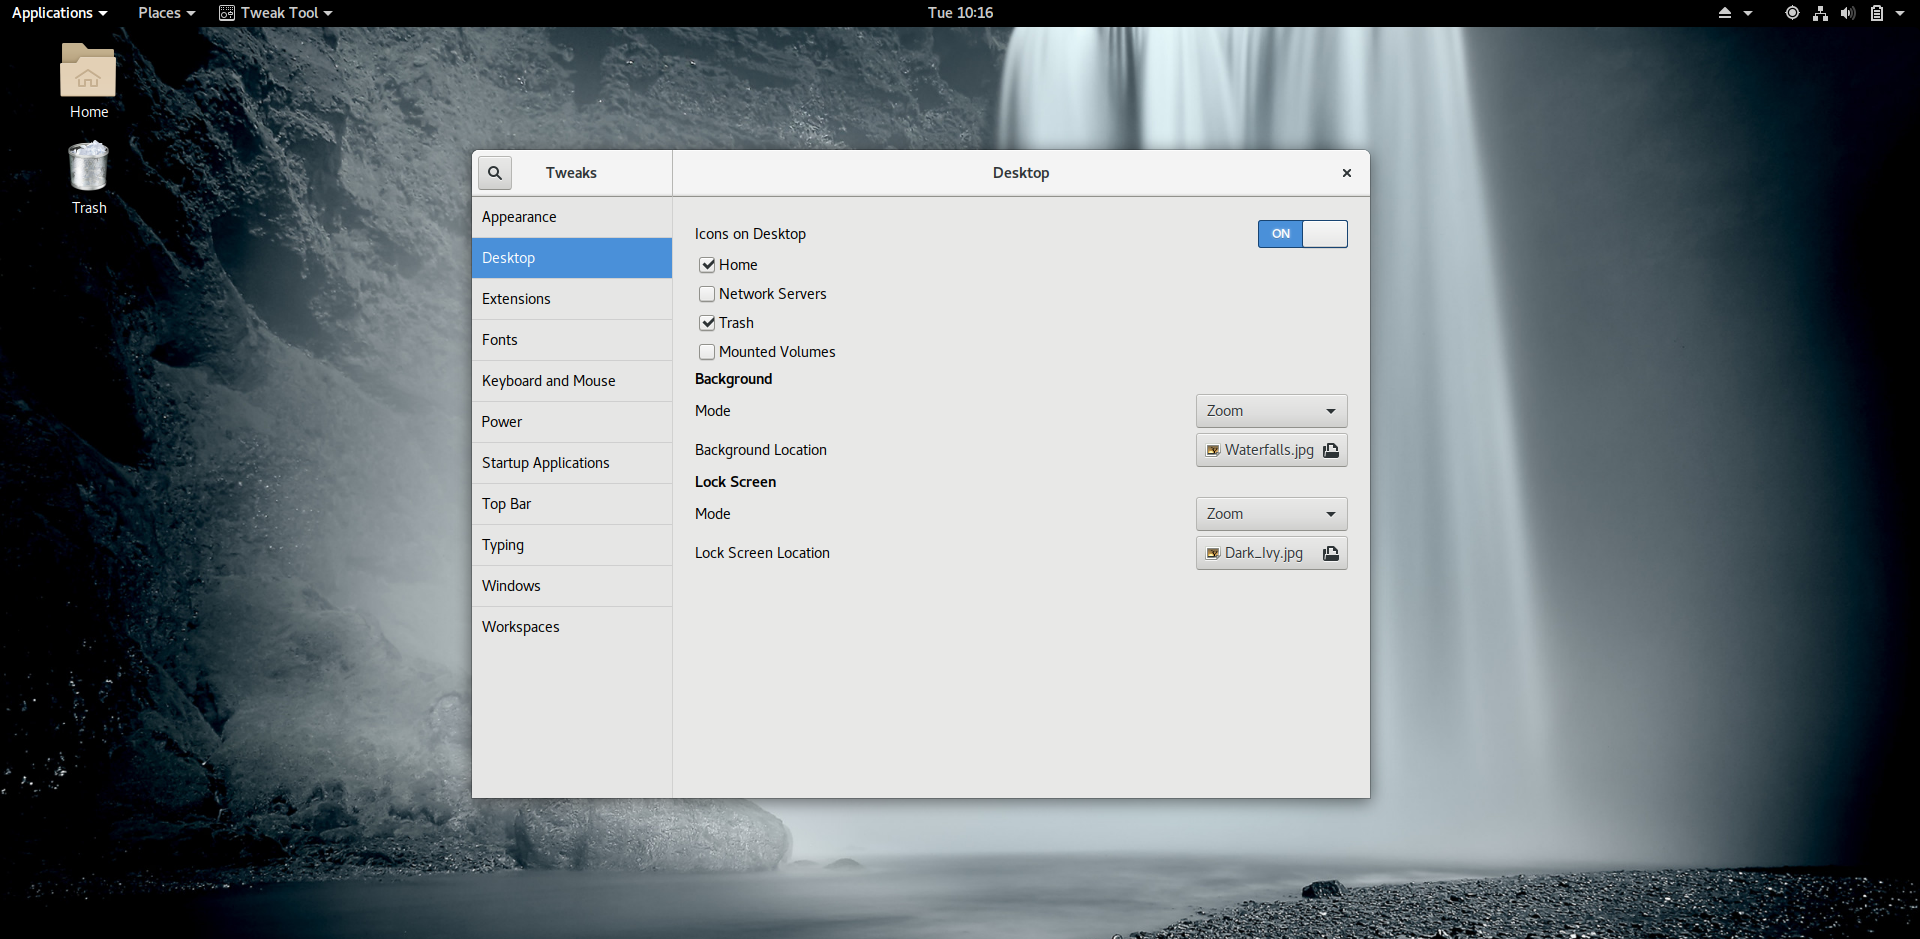 Applications Places Tweak Tool Tue 10:16
Home
Trash
Tweaks
Desktop
Appearance
Desktop
Extensions
Fonts
Keyboard and Mouse
Power
Startup Applications
Top Bar
Typing
Windows
Workspaces
Icons on Desktop ON
Home
Network Servers
Trash
Mounted Volumes
Background
Mode Zoom
Background Location Waterfalls.jpg
Lock Screen
Mode Zoom
Lock Screen Location Dark_Ivy.jpg